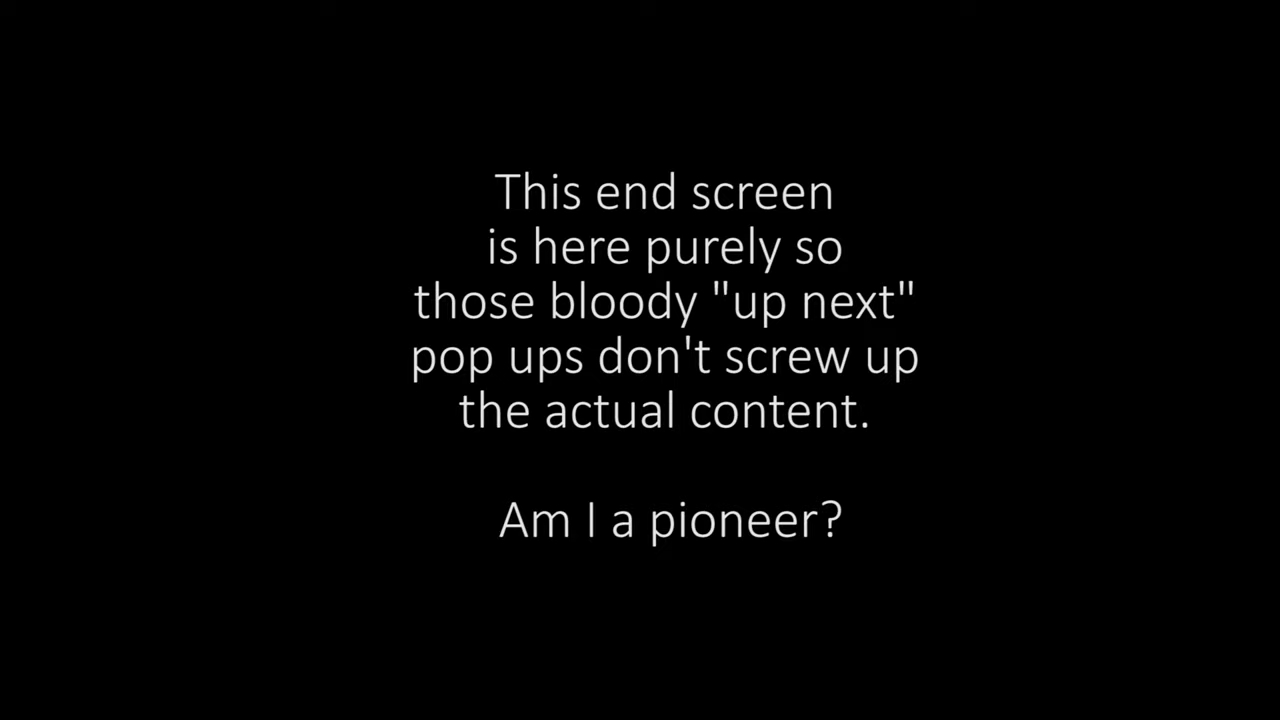 This end screen
is here purely so
those bloody "up next"
pop ups don't screw up
the actual content.
Am I a pioneer?